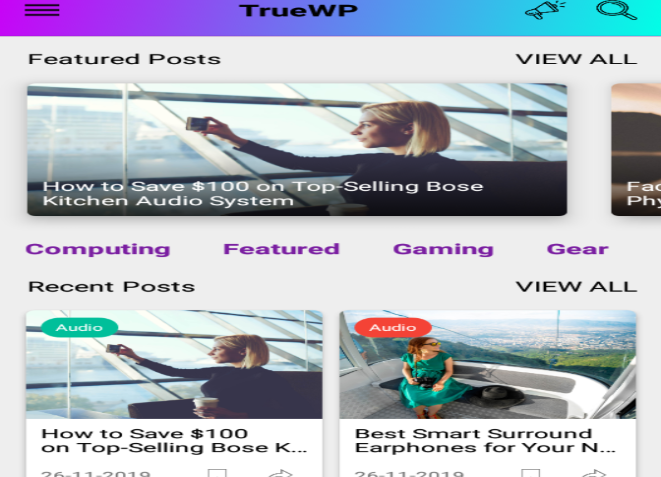 TrueWP
Featured Posts
VIEW ALL
How to Save $100 on Top-Selling Bose
Kitchen Audio System
Fac
Phy
Computing
Featured
Gaming
Gear
Recent Posts
VIEW ALL
Audio
How to Save $100
on Top-Selling Bose K...
26-11-2019
Audio
Best Smart Surround
Earphones for Your N...
26-11-2019